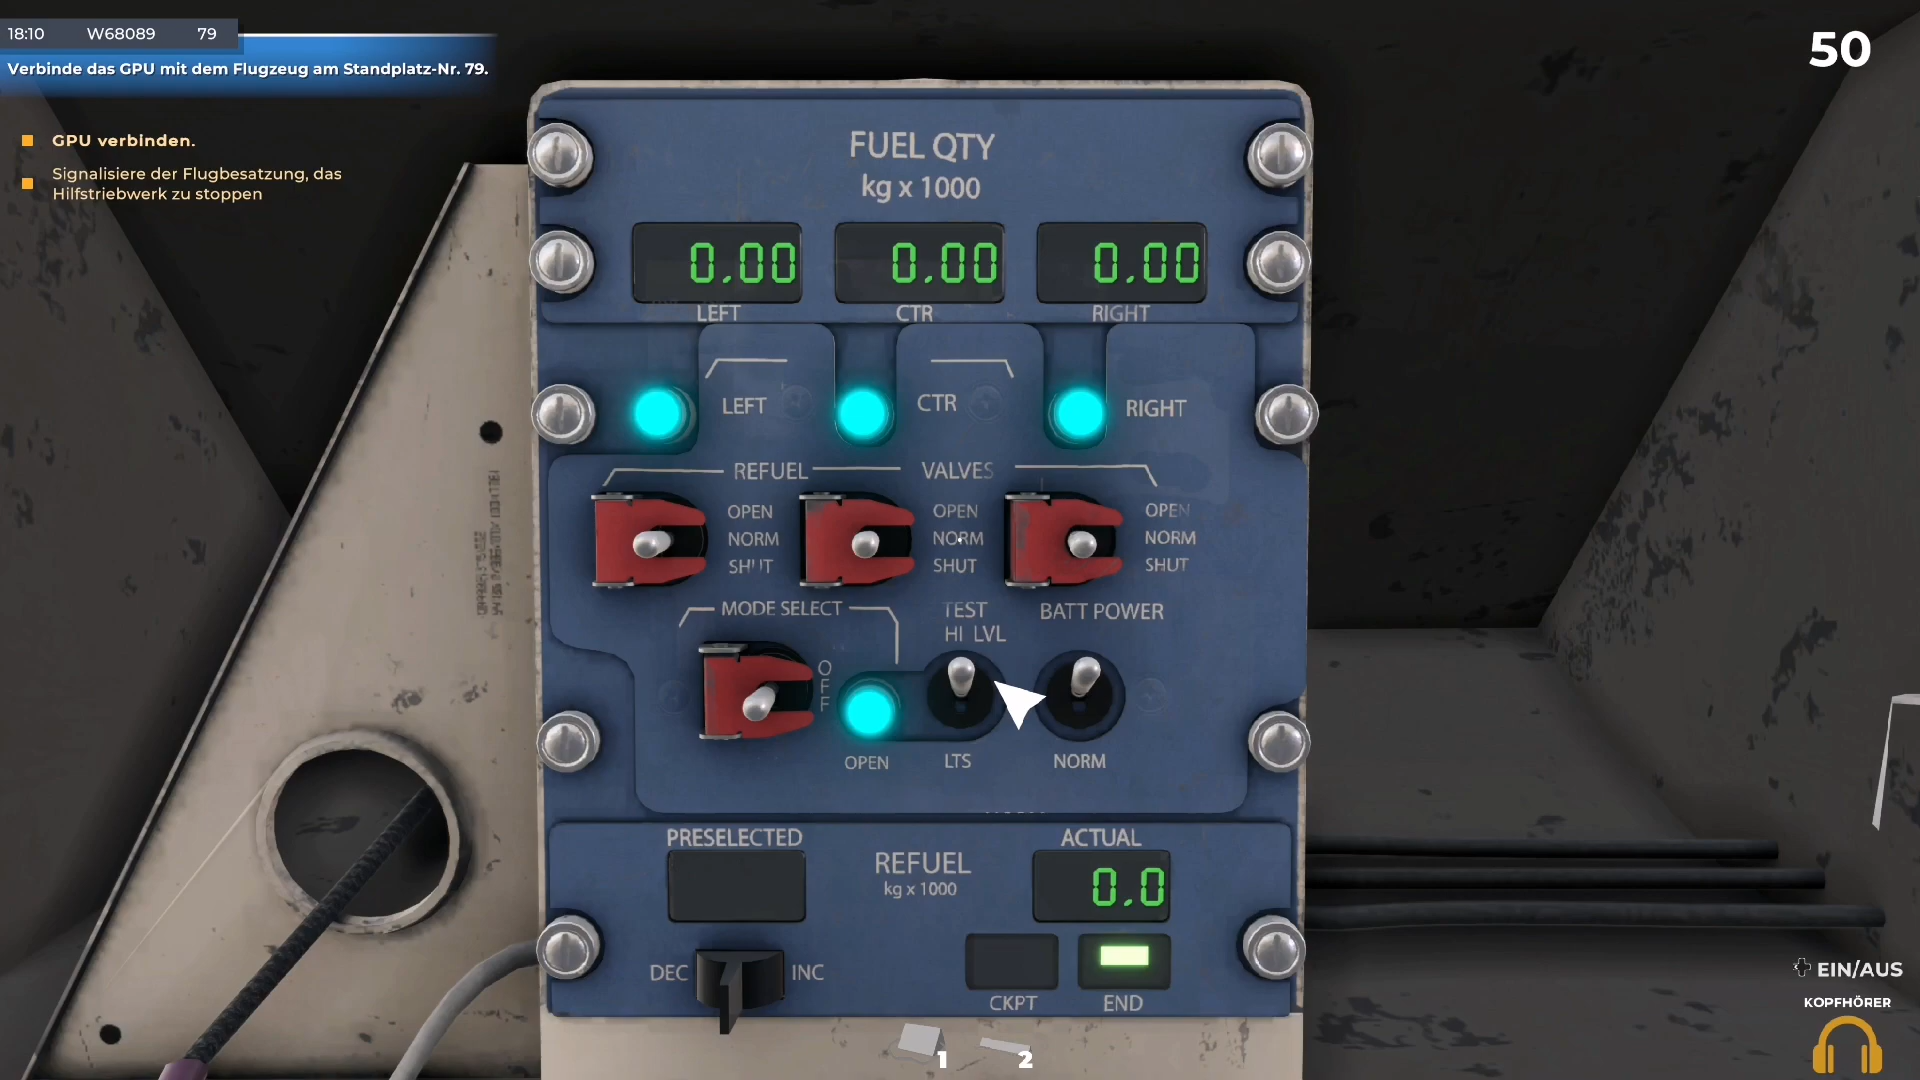 18:10 W68089 79
50
Verbinde das GPU mit dem Flugzeug am Standplatz-Nr. 79.
GPU verbinden.
Signalisiere der Flugbesatzung, das
Hilfstriebwerk zu stoppen
FUEL QTY
kg x 1000
0.00 0.00 0.00
LEFT CTR RIGHT
LEFT CTR RIGHT
REFUEL VALVES
OPEN OPEN OPEN
NORM NORM NORM
SHUT SHUT SHUT
MODE SELECT TEST BATT POWER
HI LVL
OFF
OPEN LTS NORM
PRESELECTED ACTUAL
REFUEL
kg x 1000
0.0
DEC INC
CKPT END
EIN/AUS
KOPFHÖRER
1 2